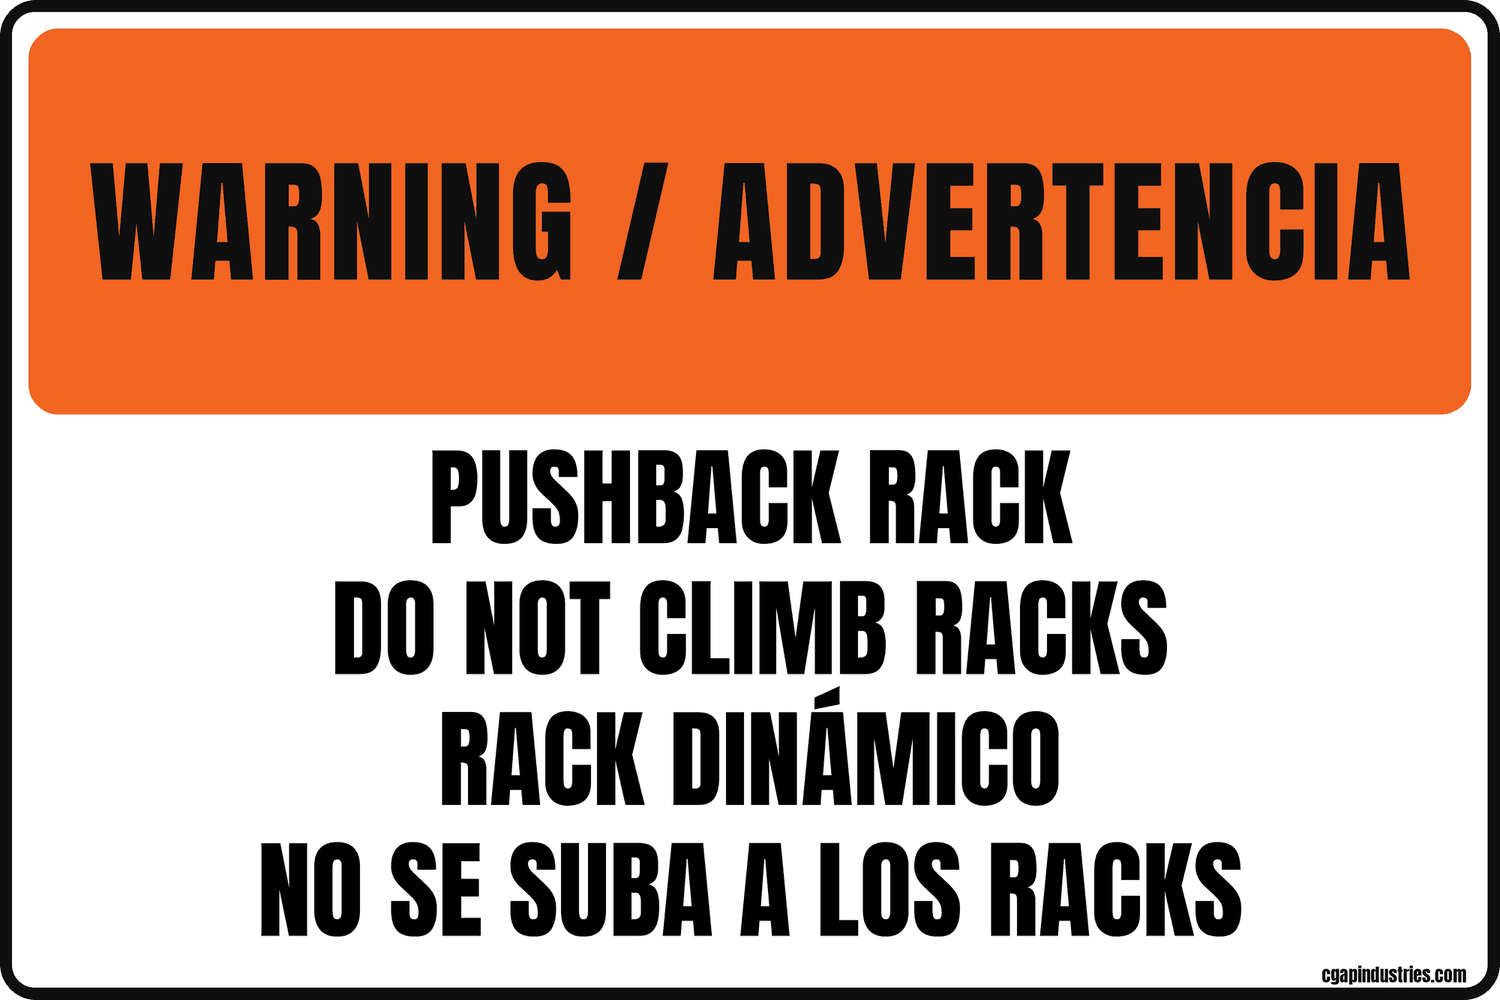 WARNING / ADVERTENCIA
PUSHBACK RACK
DO NOT CLIMB RACKS
RACK DINÁMICO
NO SE SUBA A LOS RACKS
cgapindustries.com